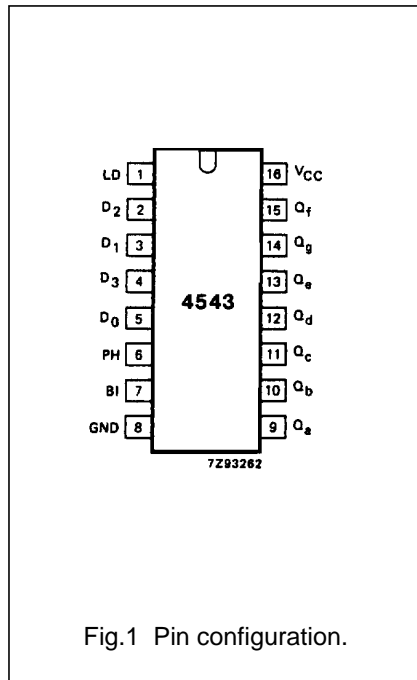 LD 1 16 VCC
D2 2 15 Qf
D1 3 14 Qg
D3 4 13 Qe
4543
D0 5 12 Qd
PH 6 11 Qc
BI 7 10 Qb
GND 8 9 Qa
7Z93262
Fig.1 Pin configuration.